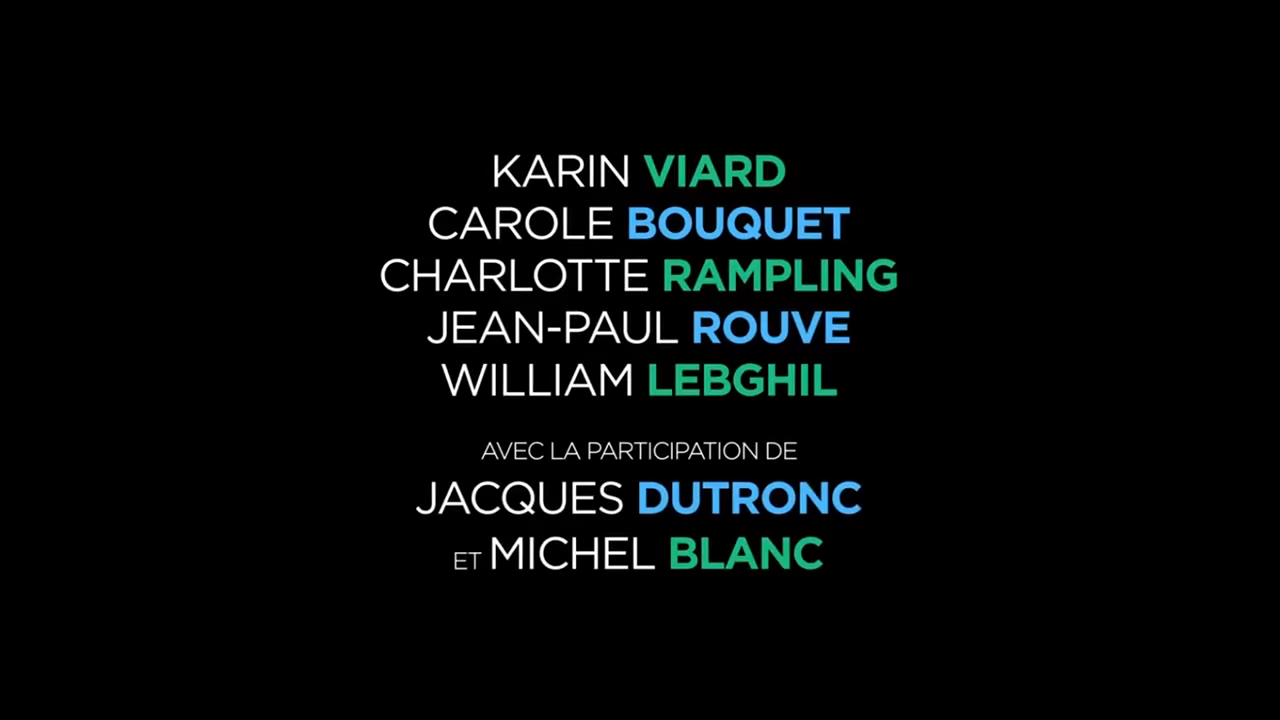 KARIN VIARD
CAROLE BOUQUET
CHARLOTTE RAMPLING
JEAN-PAUL ROUVE
WILLIAM LEBGHIL
AVEC LA PARTICIPATION DE
JACQUES DUTRONC
ET MICHEL BLANC